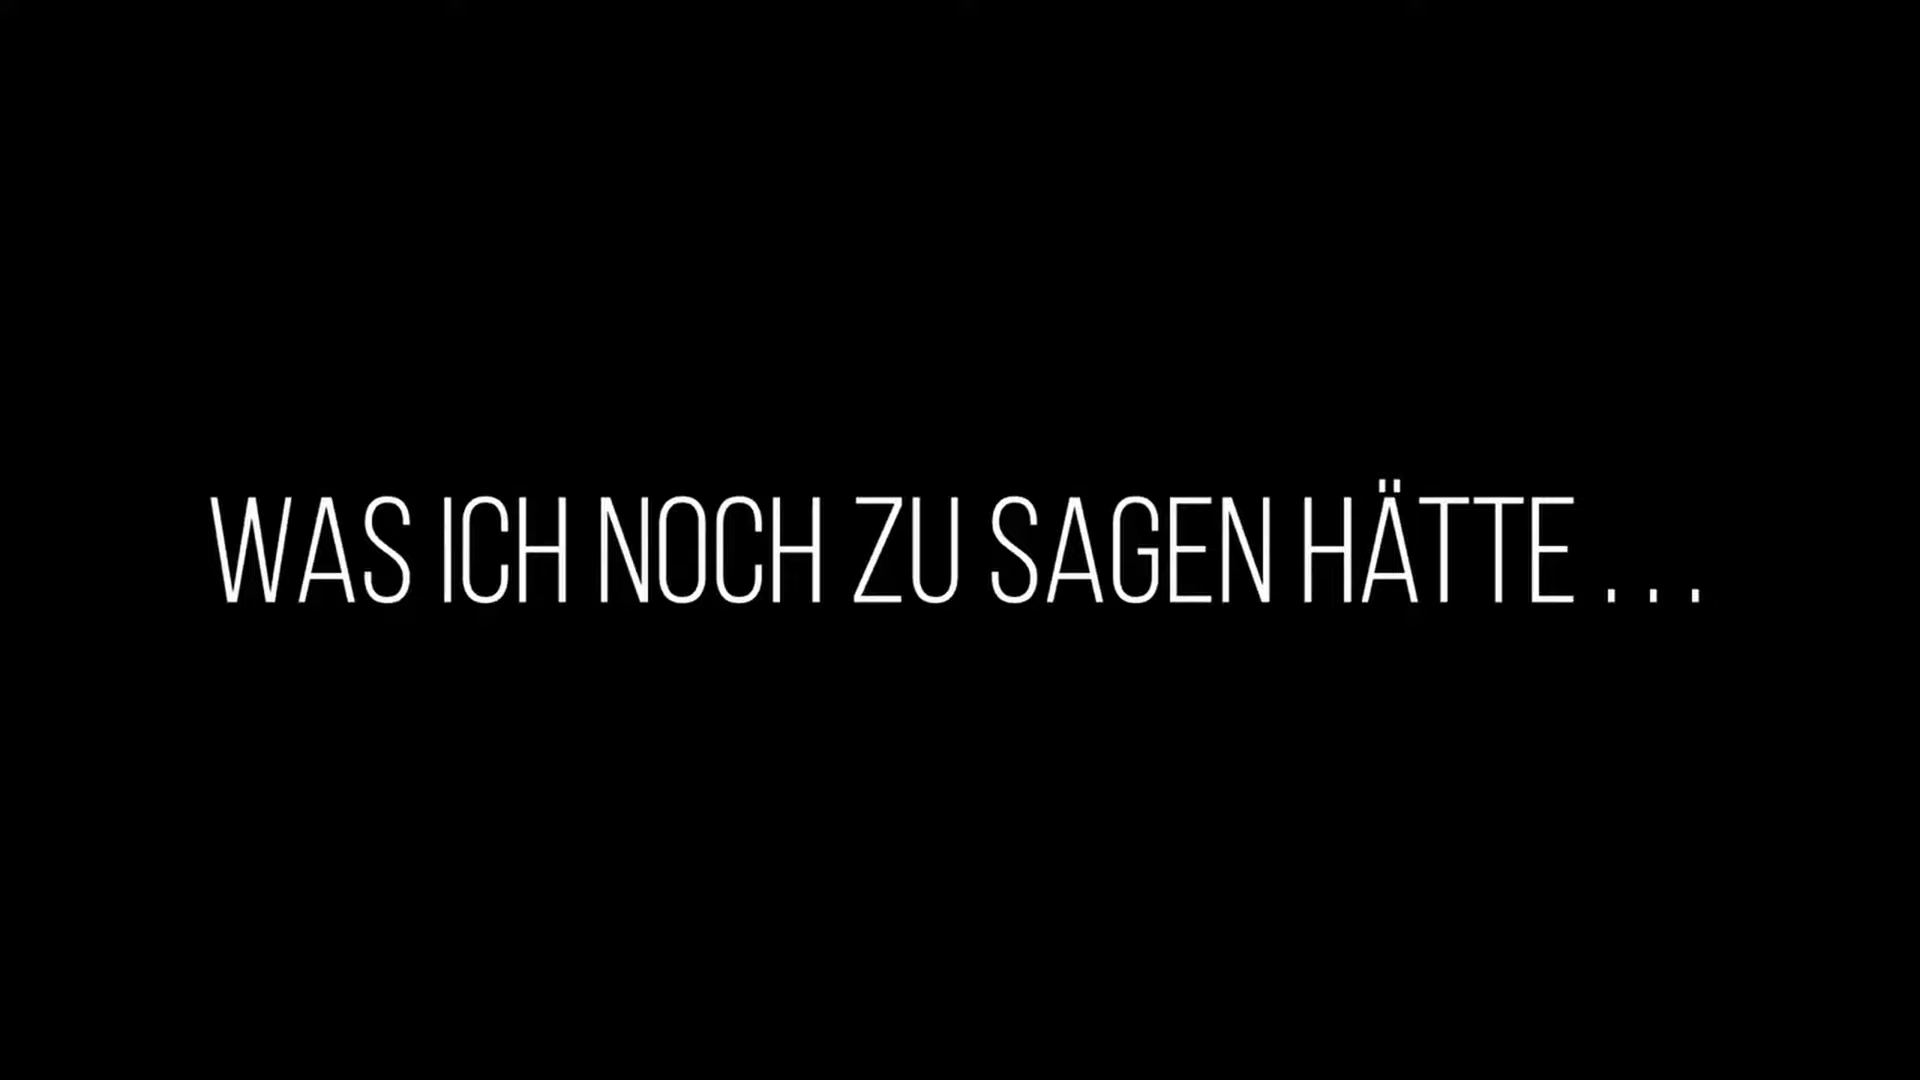 WAS ICH NOCH ZU SAGEN HÄTTE . . .